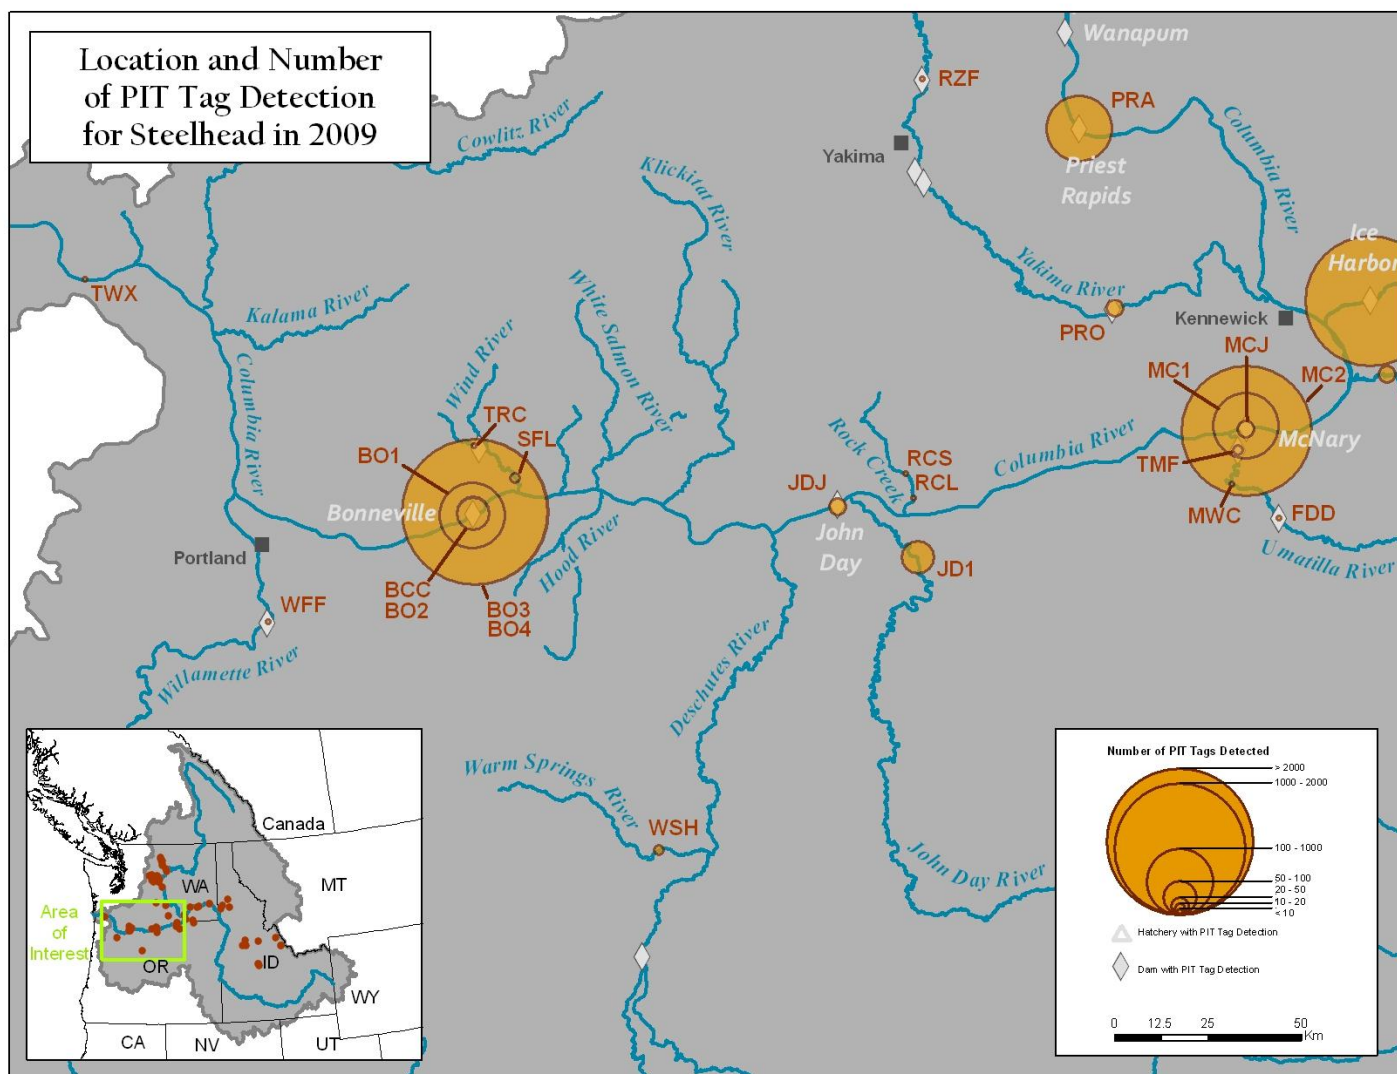 Location and Number
of PIT Tag Detection
for Steelhead in 2009
Cowlitz River
Klickitat River
RZF
Yakima
Wanapum
PRA
Priest
Rapids
Columbia River
Ice
Harbor
TWX
Kalama River
Columbia River
Wind River
White Salmon River
Yakima River
PRO
Kennewick
MCJ
MC1
MC2
McNary
TRC
SFL
BO1
Bonneville
BCC
BO2
BO3
BO4
Hood River
Rock Creek
RCS
RCL
Columbia River
TMF
MWC
FDD
Umatilla River
JDJ
John
Day
JD1
Portland
WFF
Willamette River
Deschutes River
Warm Springs River
WSH
John Day River
Canada
WA
MT
Area
of
Interest
OR
ID
WY
CA
NV
UT
Number of PIT Tags Detected
> 2000
1000 - 2000
100 - 1000
50 - 100
20 - 50
10 - 20
< 10
Hatchery with PIT Tag Detection
Dam with PIT Tag Detection
0 12.5 25 50
Km